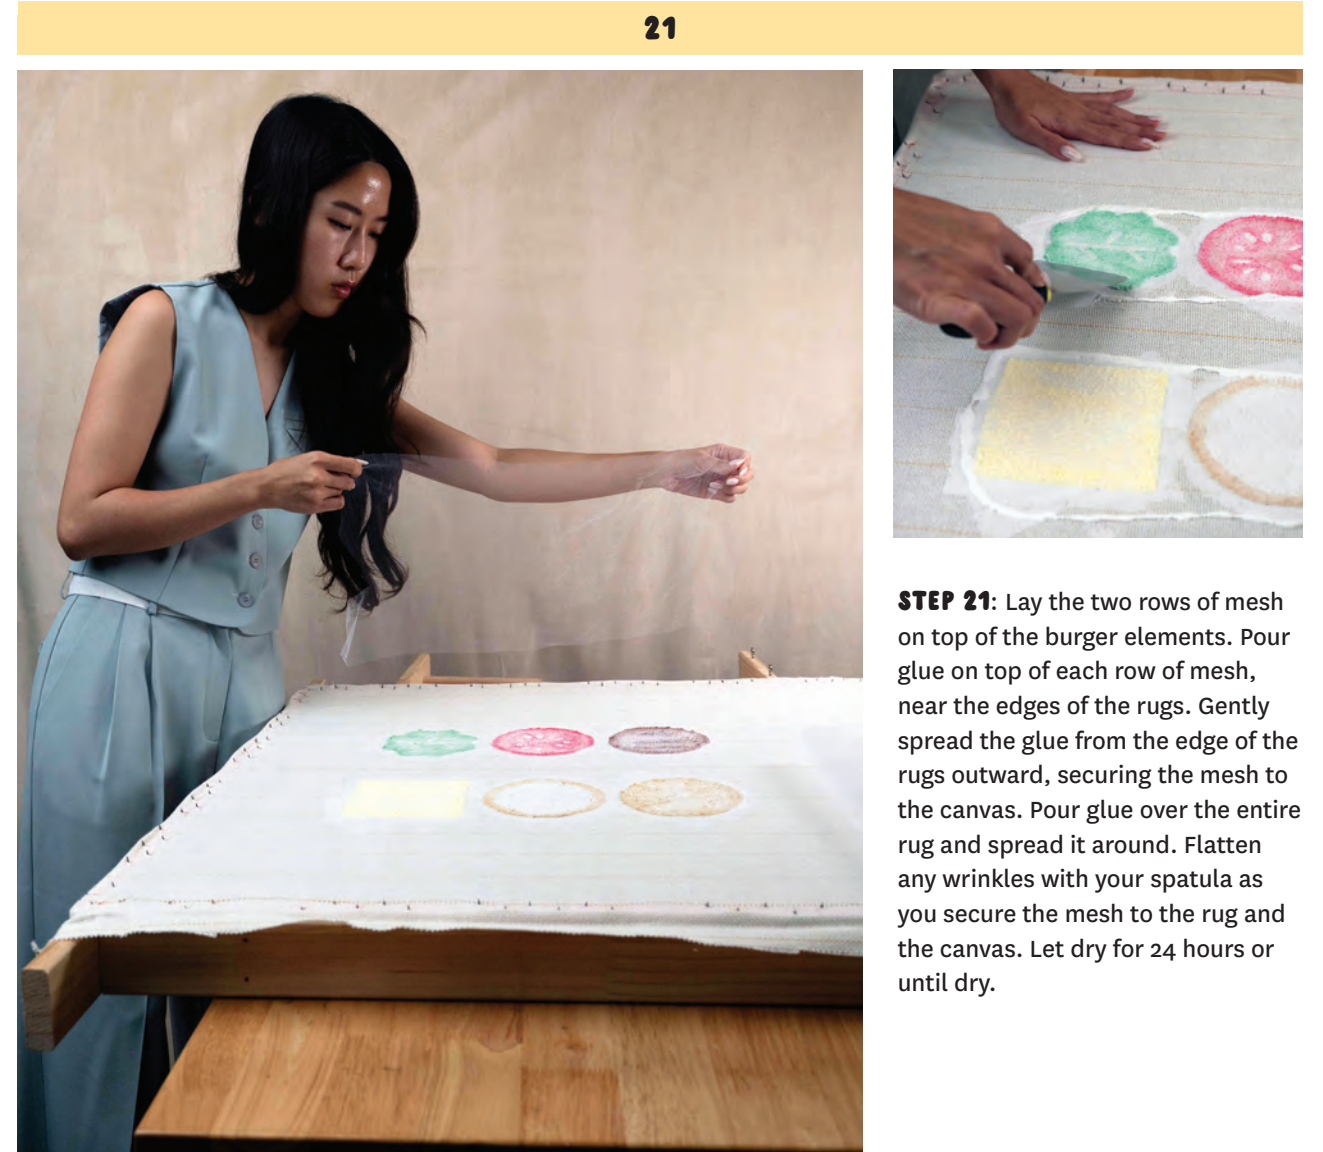 21
STEP 21: Lay the two rows of mesh
on top of the burger elements. Pour
glue on top of each row of mesh,
near the edges of the rugs. Gently
spread the glue from the edge of the
rugs outward, securing the mesh to
the canvas. Pour glue over the entire
rug and spread it around. Flatten
any wrinkles with your spatula as
you secure the mesh to the rug and
the canvas. Let dry for 24 hours or
until dry.